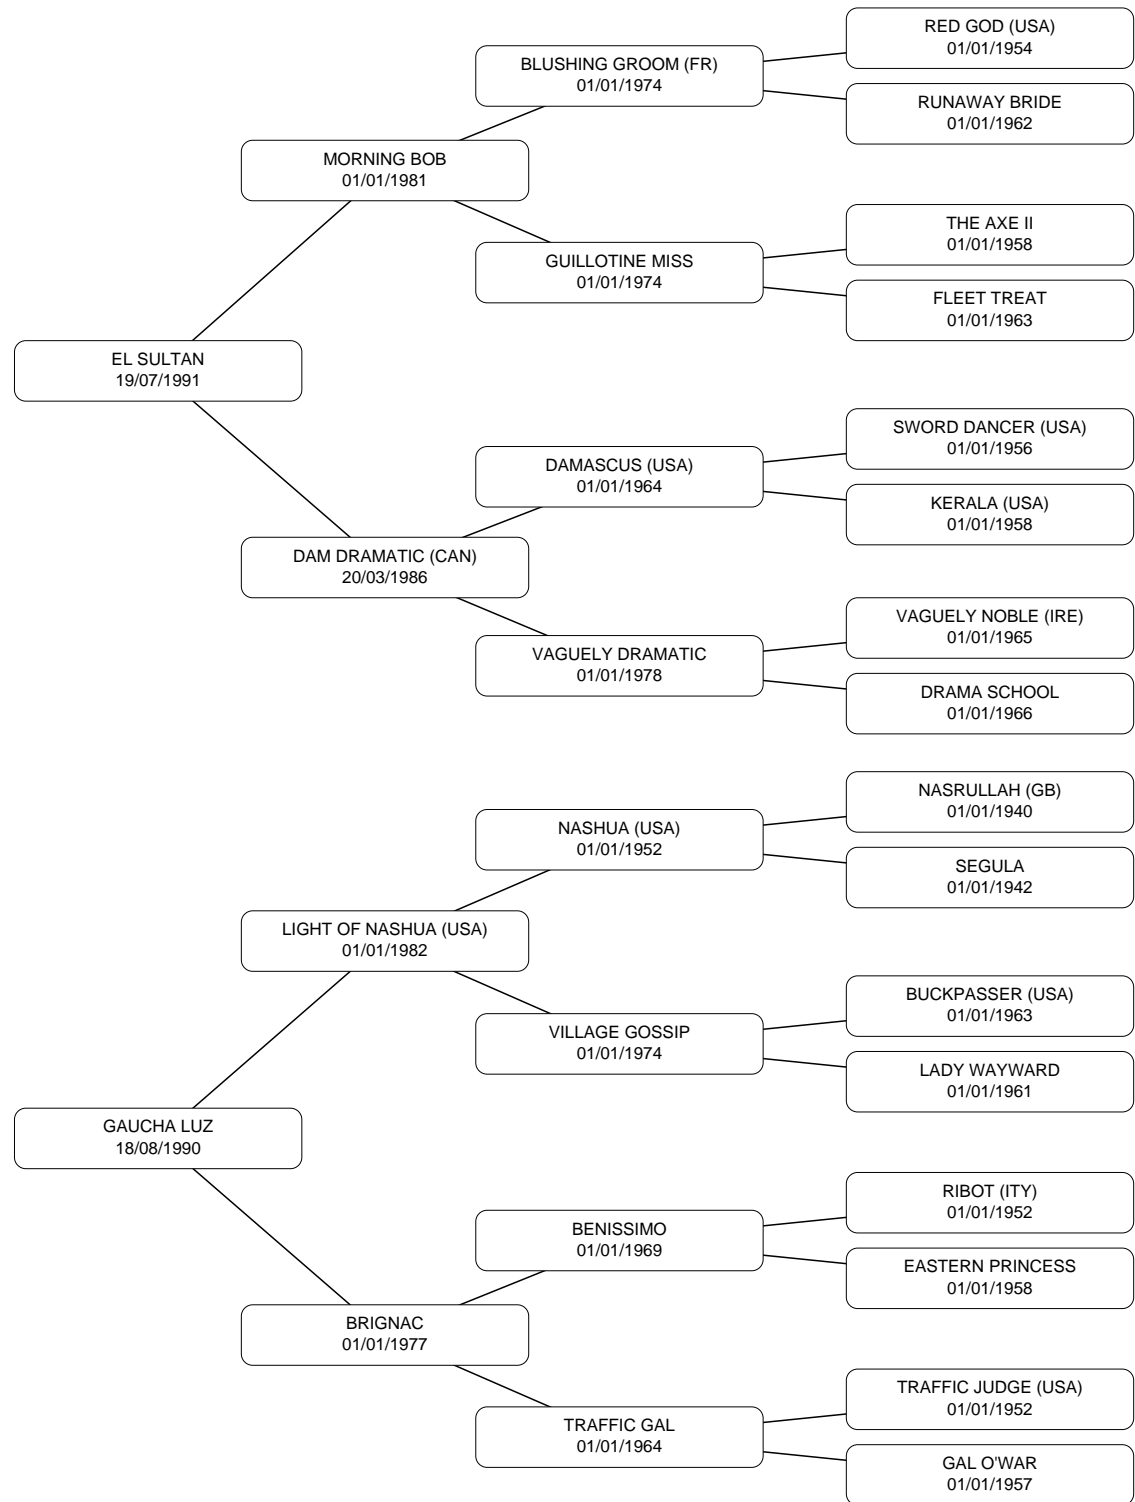 RED GOD (USA)
01/01/1954
BLUSHING GROOM (FR)
01/01/1974
RUNAWAY BRIDE
01/01/1962
MORNING BOB
01/01/1981
THE AXE II
01/01/1958
GUILLOTINE MISS
01/01/1974
FLEET TREAT
01/01/1963
EL SULTAN
19/07/1991
SWORD DANCER (USA)
01/01/1956
DAMASCUS (USA)
01/01/1964
KERALA (USA)
01/01/1958
DAM DRAMATIC (CAN)
20/03/1986
VAGUELY NOBLE (IRE)
01/01/1965
VAGUELY DRAMATIC
01/01/1978
DRAMA SCHOOL
01/01/1966
NASRULLAH (GB)
01/01/1940
NASHUA (USA)
01/01/1952
SEGULA
01/01/1942
LIGHT OF NASHUA (USA)
01/01/1982
BUCKPASSER (USA)
01/01/1963
VILLAGE GOSSIP
01/01/1974
LADY WAYWARD
01/01/1961
GAUCHA LUZ
18/08/1990
RIBOT (ITY)
01/01/1952
BENISSIMO
01/01/1969
EASTERN PRINCESS
01/01/1958
BRIGNAC
01/01/1977
TRAFFIC JUDGE (USA)
01/01/1952
TRAFFIC GAL
01/01/1964
GAL O'WAR
01/01/1957